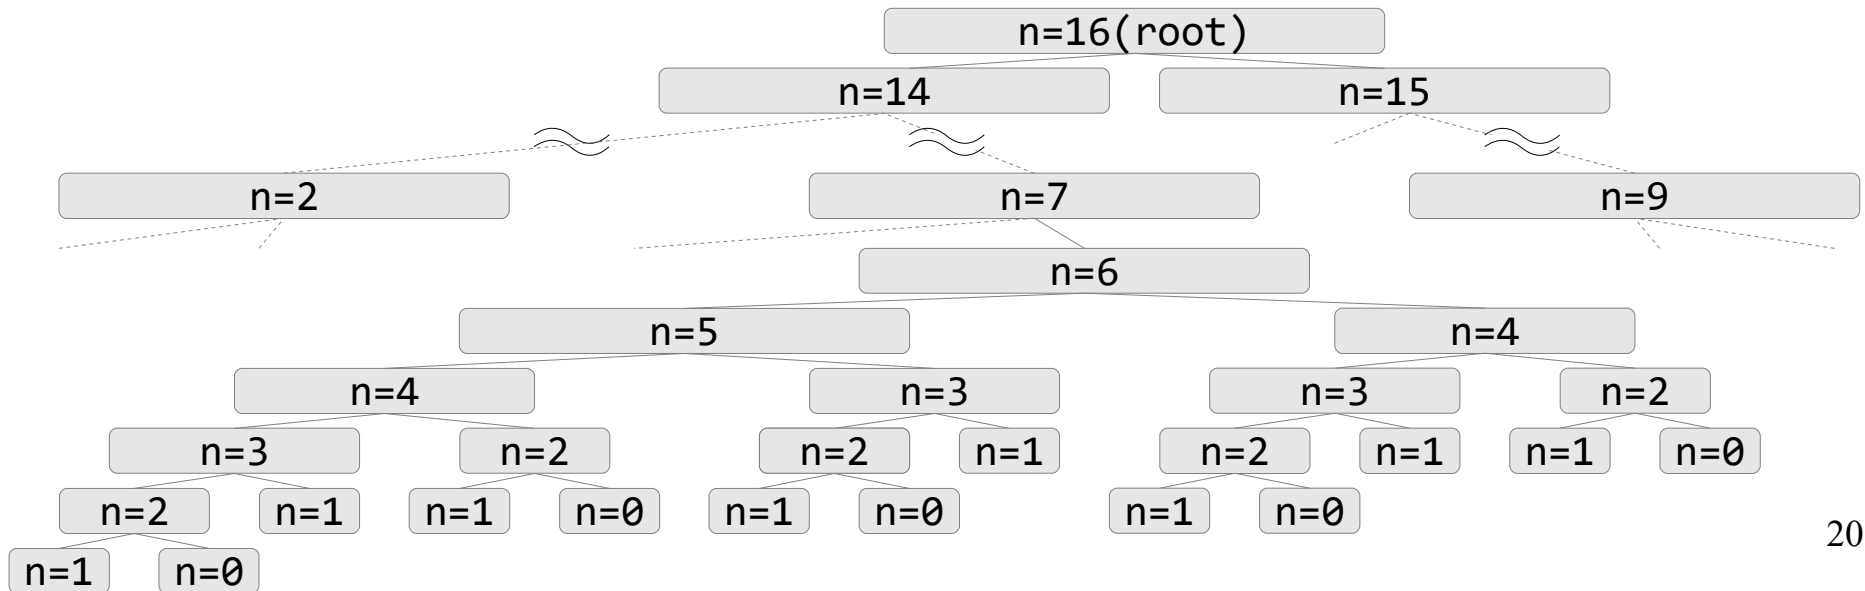 n=16(root)
n=14 n=15
n=2 n=7 n=9
n=6
n=5 n=4
n=4 n=3 n=3 n=2
n=3 n=2 n=2 n=1 n=2 n=1 n=1 n=0
n=2 n=1 n=1 n=0 n=1 n=0 n=1 n=0
20
n=1 n=0